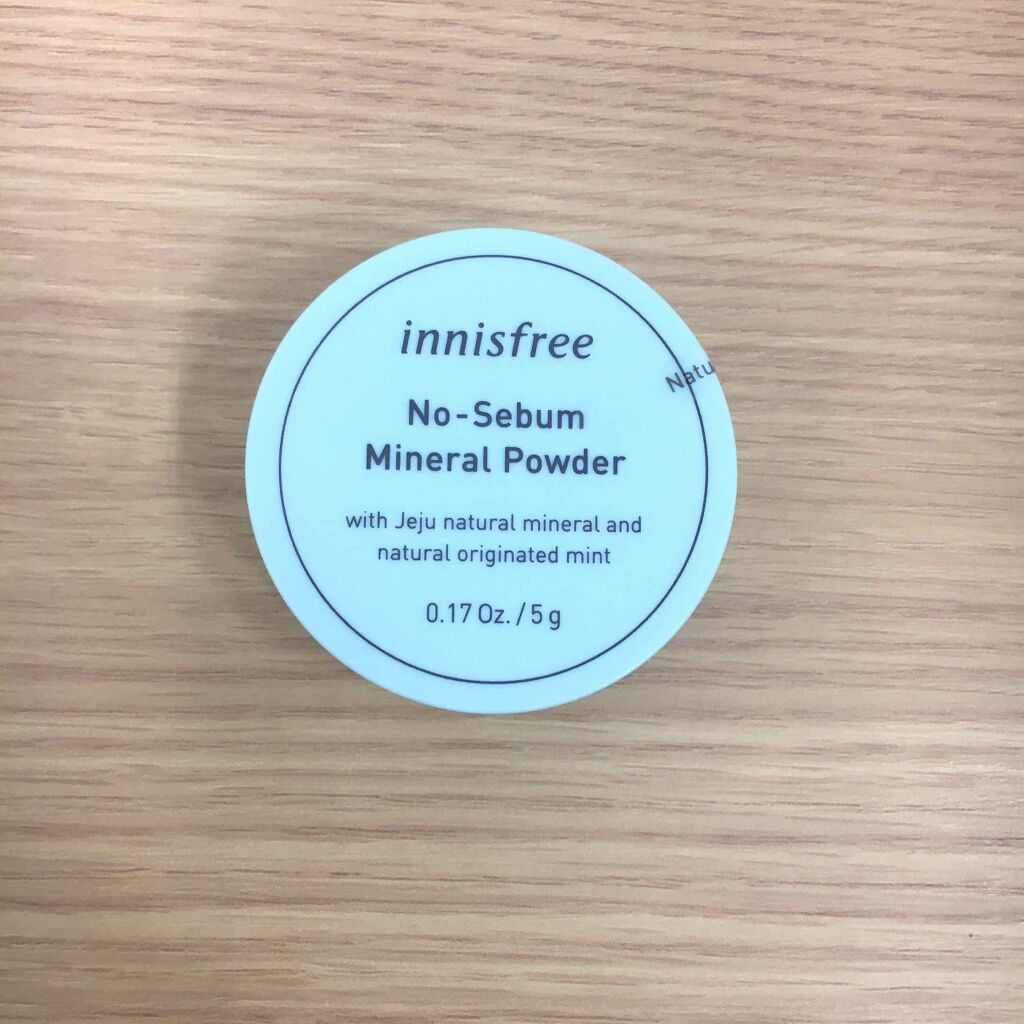 innisfree
No-Sebum
Mineral Powder
with Jeju natural mineral and
natural originated mint
0.17 Oz. / 5 g
Natu